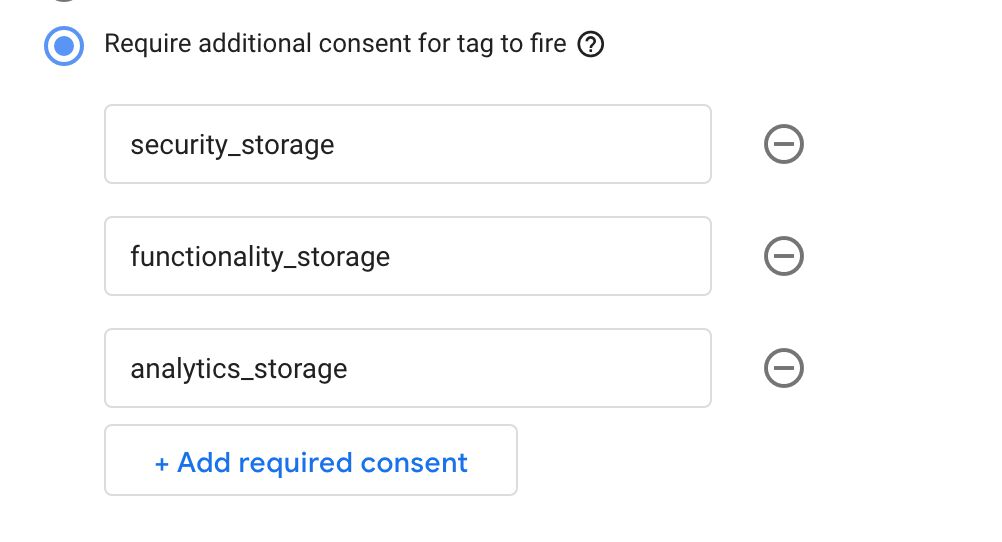 Require additional consent for tag to fire
security_storage
functionality_storage
analytics_storage
+ Add required consent